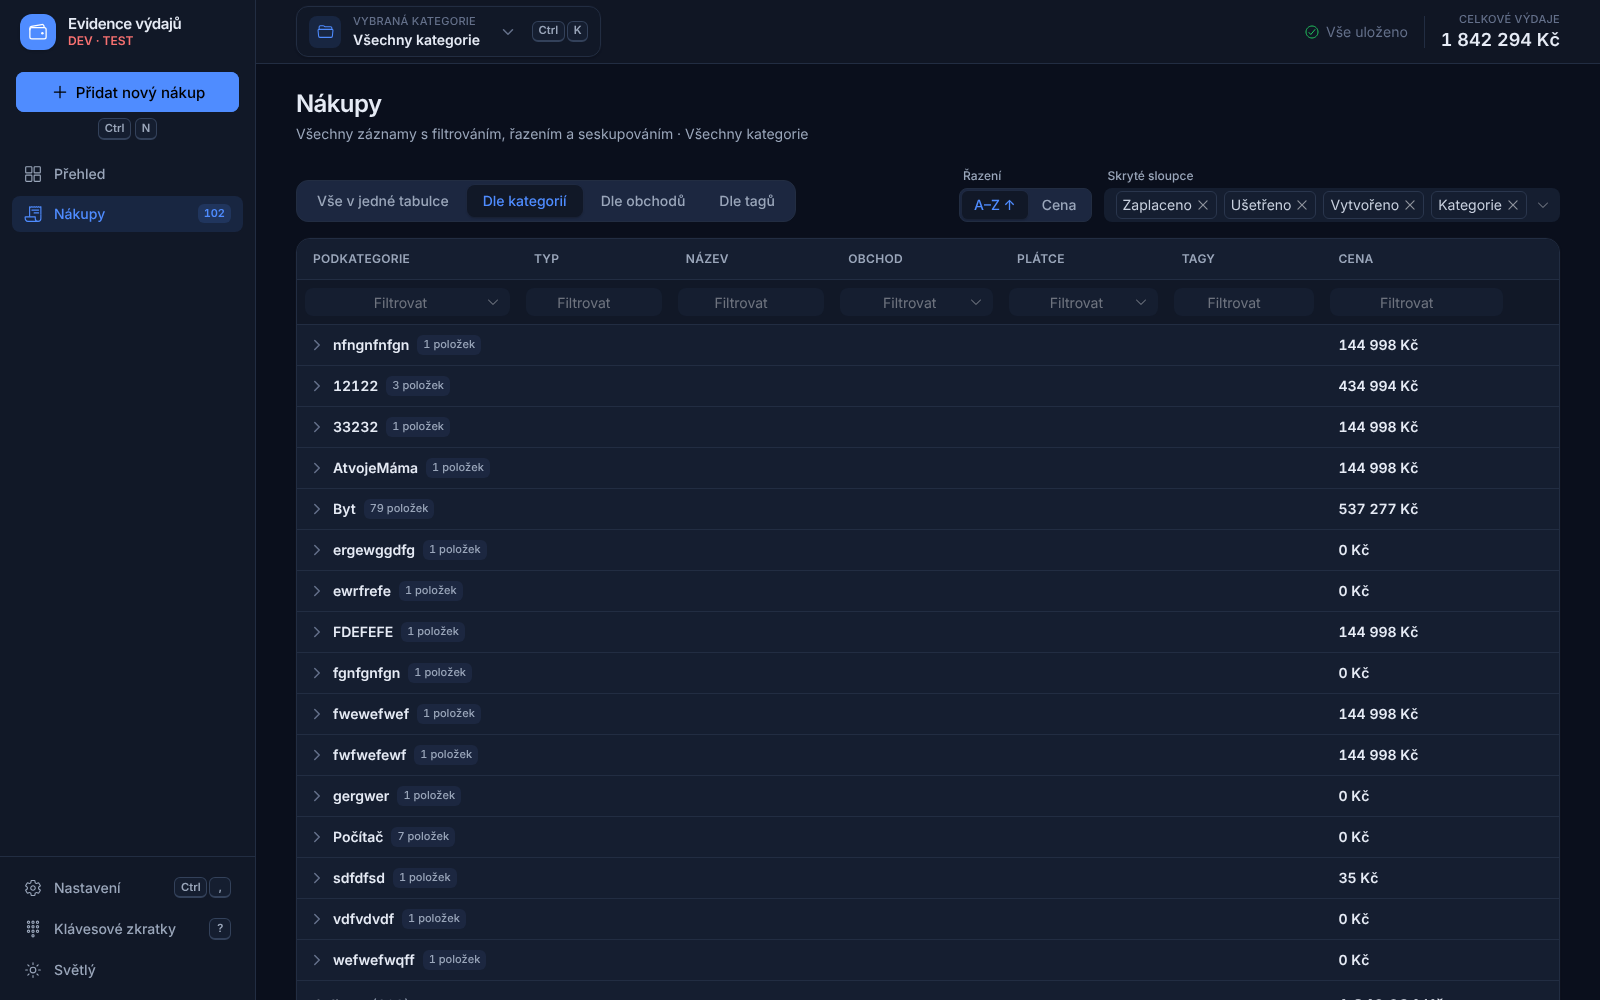 Evidence výdajů
DEV · TEST
Přidat nový nákup
Ctrl N
Přehled
Nákupy 102
Nastavení Ctrl ,
Klávesové zkratky ?
Světlý
VYBRANÁ KATEGORIE
Všechny kategorie
Ctrl K
Vše uloženo
CELKOVÉ VÝDAJE
1 842 294 Kč
Nákupy
Všechny záznamy s filtrováním, řazením a seskupováním · Všechny kategorie
Vše v jedné tabulce Dle kategorií Dle obchodů Dle tagů
Řazení
A–Z ↑ Cena
Skryté sloupce
Zaplaceno Ušetřeno Vytvořeno Kategorie
PODKATEGORIE TYP NÁZEV OBCHOD PLÁTCE TAGY CENA
Filtrovat Filtrovat Filtrovat Filtrovat Filtrovat Filtrovat Filtrovat
nfngnfnfgn 1 položek 144 998 Kč
12122 3 položek 434 994 Kč
33232 1 položek 144 998 Kč
AtvojeMáma 1 položek 144 998 Kč
Byt 79 položek 537 277 Kč
ergewggdfg 1 položek 0 Kč
ewrfrefe 1 položek 0 Kč
FDEFEFE 1 položek 144 998 Kč
fgnfgnfgn 1 položek 0 Kč
fwewefwef 1 položek 144 998 Kč
fwfwefewf 1 položek 144 998 Kč
gergwer 1 položek 0 Kč
Počítač 7 položek 0 Kč
sdfdfsd 1 položek 35 Kč
vdfvdvdf 1 položek 0 Kč
wefwefwqff 1 položek 0 Kč